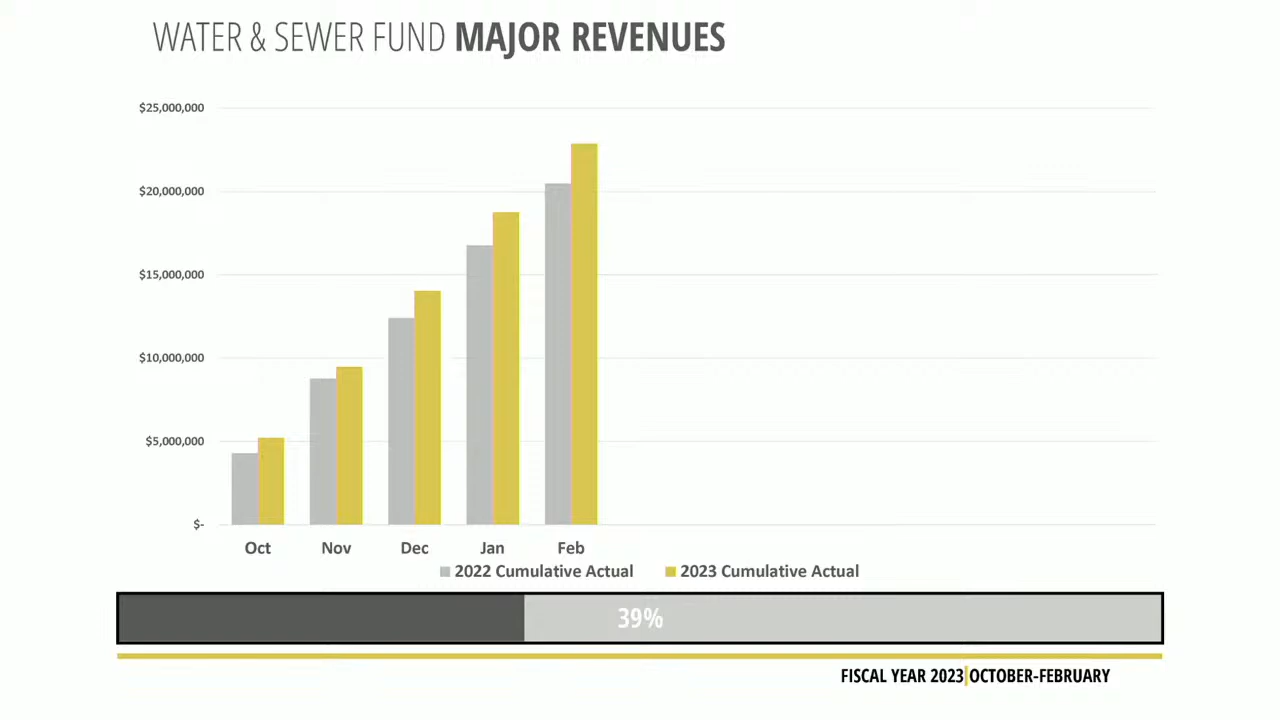 WATER & SEWER FUND MAJOR REVENUES
$25,000,000
$20,000,000
$15,000,000
$10,000,000
$5,000,000
$-
Oct Nov Dec Jan Feb
2022 Cumulative Actual 2023 Cumulative Actual
39%
FISCAL YEAR 2023 OCTOBER-FEBRUARY